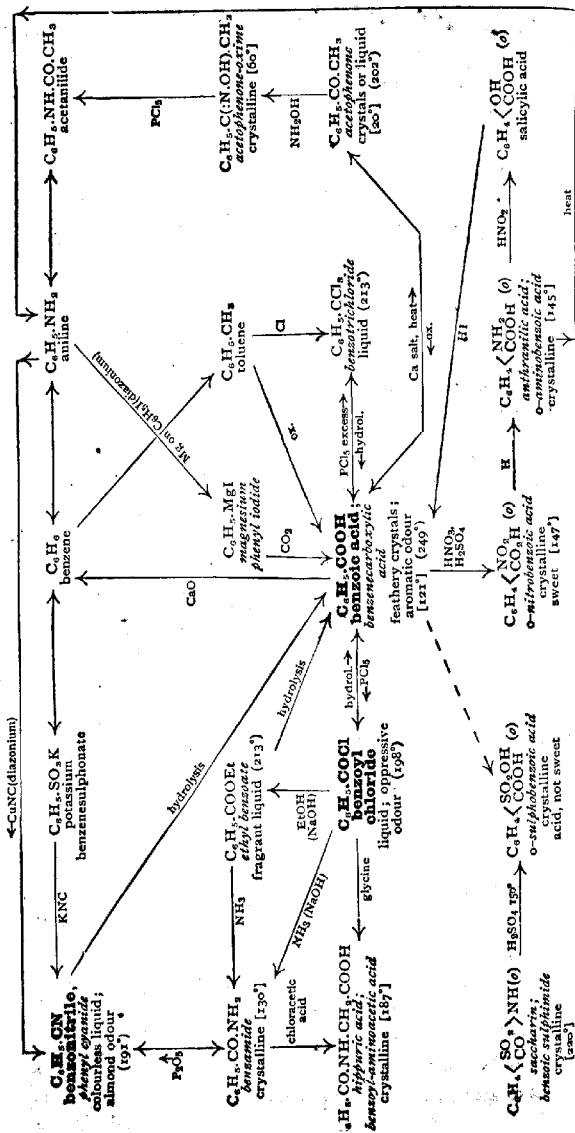 ←CuNC(diazonium)
C₆H₅.CN
benzonitrile,
phenyl cyanide
colourless liquid;
almond odour
(191°)
KNC
C₆H₅.SO₃K
potassium
benzenesulphonate
C₆H₆
benzene
C₆H₅.NH₂
aniline
C₆H₅.NH.CO.CH₃
acetanilide
P₂O₅
hydrolysis
CaO
Mg on C₆H₅I(diazonium)
PCl₅
C₆H₅.CO.NH₂
benzamide
crystalline [130°]
NH₃
C₆H₅.COOEt
ethyl benzoate
fragrant liquid (213°)
hydrolysis
C₆H₅.MgI
magnesium
phenyl iodide
CO₂
C₆H₅.CH₃
toluene
ox.
Cl
C₆H₅.C(:N.OH).CH₃
acetophenone-oxime
crystalline [60°]
NH₂OH
chloracetic
acid
NH₃ (NaOH)
EtOH
(NaOH)
C₆H₅.CO.NH.CH₂.COOH
hippuric acid;
benzoyl-aminoacetic acid
crystalline [187°]
glycine
C₆H₅.COCl
benzoyl
chloride
liquid; oppressive
odour (198°)
hydrol.→
←PCl₅
C₆H₅.COOH
benzoic acid;
benzenecarboxylic
acid
feathery crystals;
aromatic odour
[121°] (249°)
PCl₅ excess→
←hydrol.
C₆H₅.CCl₃
benzotrichloride
liquid (213°)
Ca salt, heat→
←ox.
C₆H₅.CO.CH₃
acetophenone
crystals or liquid
[20°] (202°)
HNO₃,
H₂SO₄
HI
C₆H₄<SO₂/CO>NH(o)
saccharin;
benzoic sulphimide
crystalline
[220°]
H₂SO₄ 150°
C₆H₄<SO₂OH/COOH (o)
o-sulphobenzoic acid
crystalline
acid, not sweet
C₆H₄<NO₂/CO₂H (o)
o-nitrobenzoic acid
crystalline
sweet [147°]
H
C₆H₄<NH₂/COOH (o)
anthranilic acid;
o-aminobenzoic acid
crystalline [145°]
HNO₂
C₆H₄<OH/COOH (o)
salicylic acid
heat